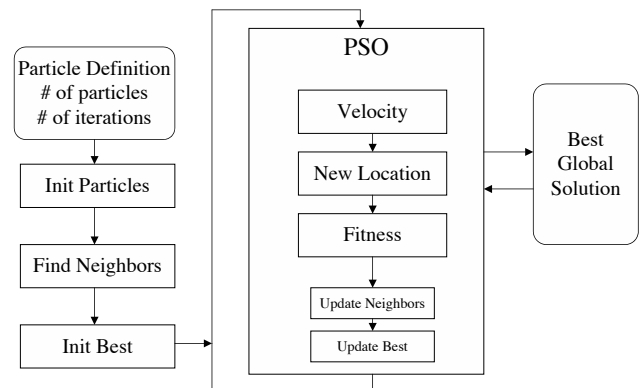 Particle Definition
# of particles
# of iterations
Init Particles
Find Neighbors
Init Best
PSO
Velocity
New Location
Fitness
Update Neighbors
Update Best
Best
Global
Solution